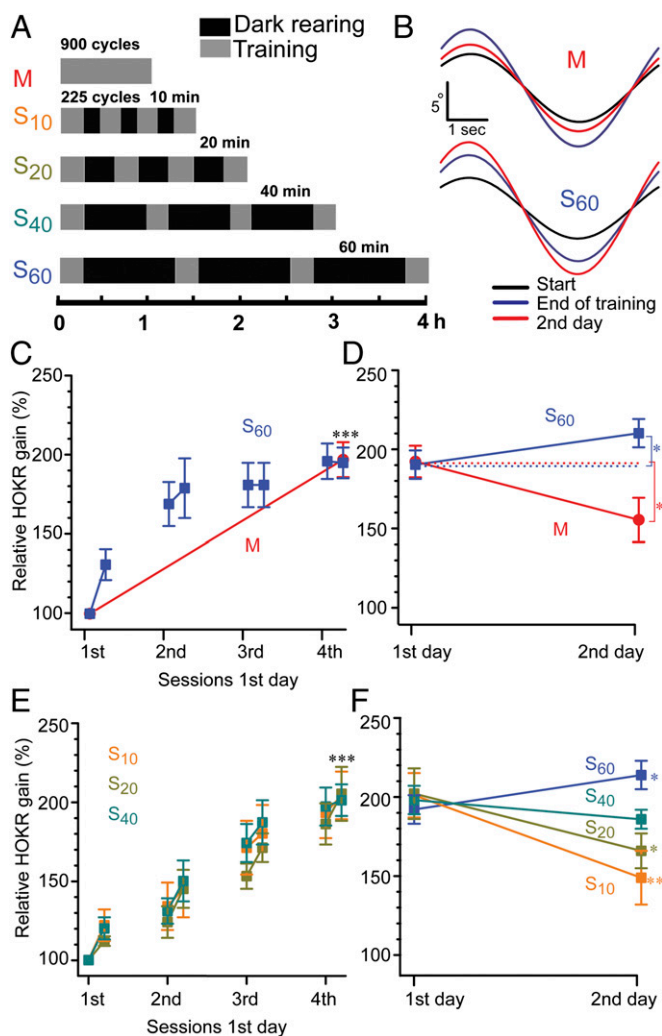 A
Dark rearing
Training
900 cycles
M
225 cycles 10 min
S10
20 min
S20
40 min
S40
60 min
S60
0 1 2 3 4 h
B
M
5°
1 sec
S60
Start
End of training
2nd day
C
Relative HOKR gain (%)
250
200
150
100
S60
***
M
1st 2nd 3rd 4th
Sessions 1st day
D
250
200
150
100
S60
*
*
M
1st day 2nd day
E
Relative HOKR gain (%)
250
200
150
100
S10
S20
S40
***
1st 2nd 3rd 4th
Sessions 1st day
F
250
200
150
100
S60
*
S40
S20
*
S10
**
1st day 2nd day